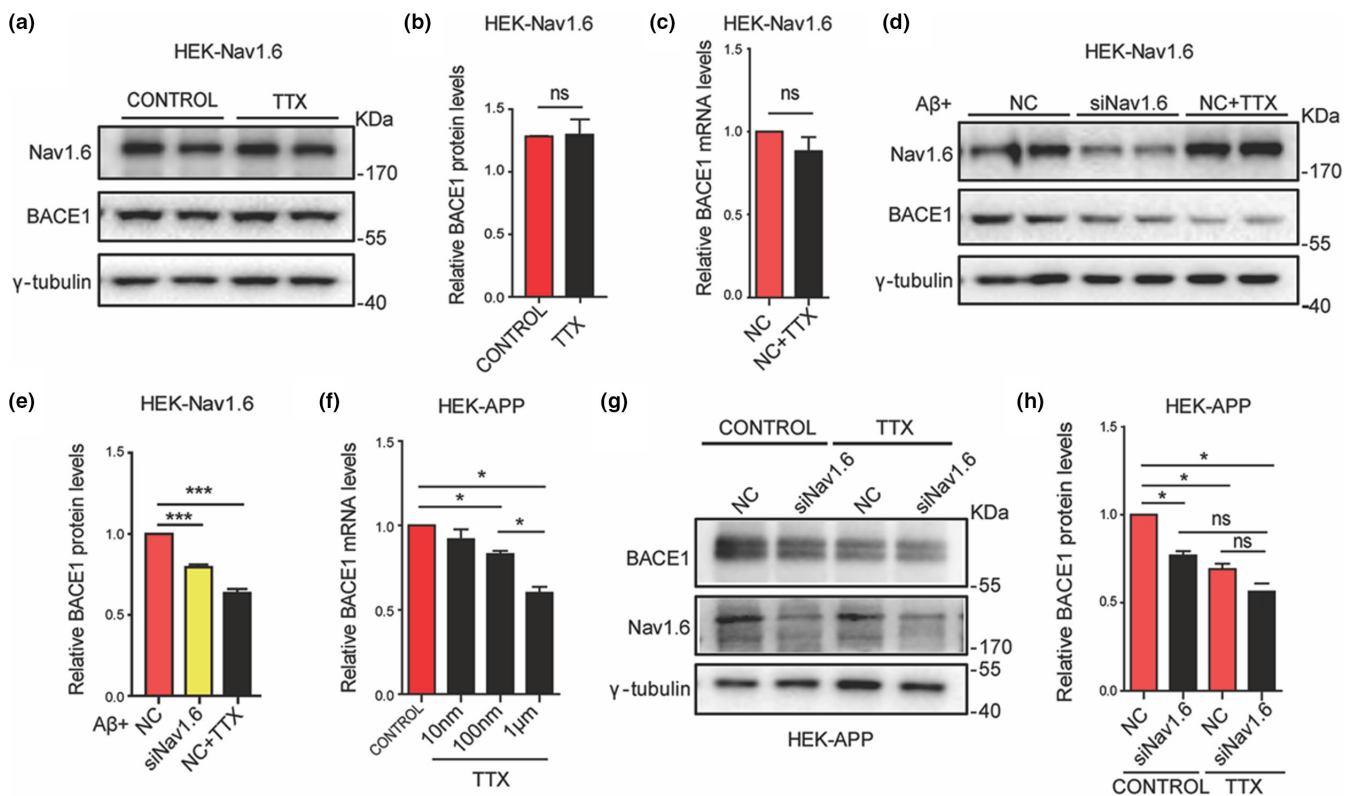 (a)
HEK-Nav1.6
CONTROL TTX
KDa
Nav1.6
-170
BACE1
-55
γ-tubulin
-40
(b)
HEK-Nav1.6
Relative BACE1 protein levels
1.5
1.0
0.5
0.0
ns
CONTROL
TTX
(c)
HEK-Nav1.6
Relative BACE1 mRNA levels
1.0
0.5
0.0
ns
NC
NC+TTX
(d)
HEK-Nav1.6
Aβ+ NC siNav1.6 NC+TTX
KDa
Nav1.6
-170
BACE1
-55
γ-tubulin
-40
(e)
HEK-Nav1.6
Relative BACE1 protein levels
1.5
1.0
0.5
0.0
***
***
Aβ+ NC
siNav1.6
NC+TTX
(f)
HEK-APP
Relative BACE1 mRNA levels
1.5
1.0
0.5
0.0
*
*
*
CONTROL
10nm
100nm
1μm
TTX
(g)
CONTROL TTX
NC siNav1.6 NC siNav1.6
KDa
BACE1
-55
Nav1.6
-170
-55
γ-tubulin
-40
HEK-APP
(h)
HEK-APP
Relative BACE1 protein levels
1.5
1.0
0.5
0.0
*
*
*
ns
ns
NC
siNav1.6
NC
siNav1.6
CONTROL TTX